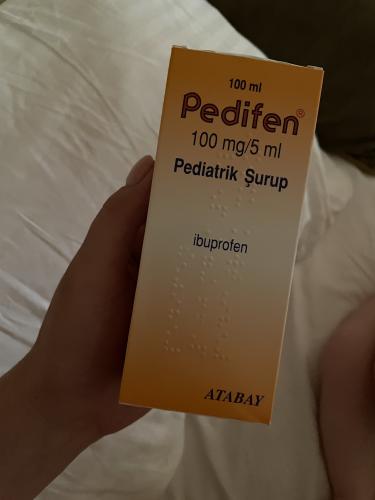 100 ml
Pedifen®
100 mg/5 ml
Pediatrik Şurup
ibuprofen
ATABAY